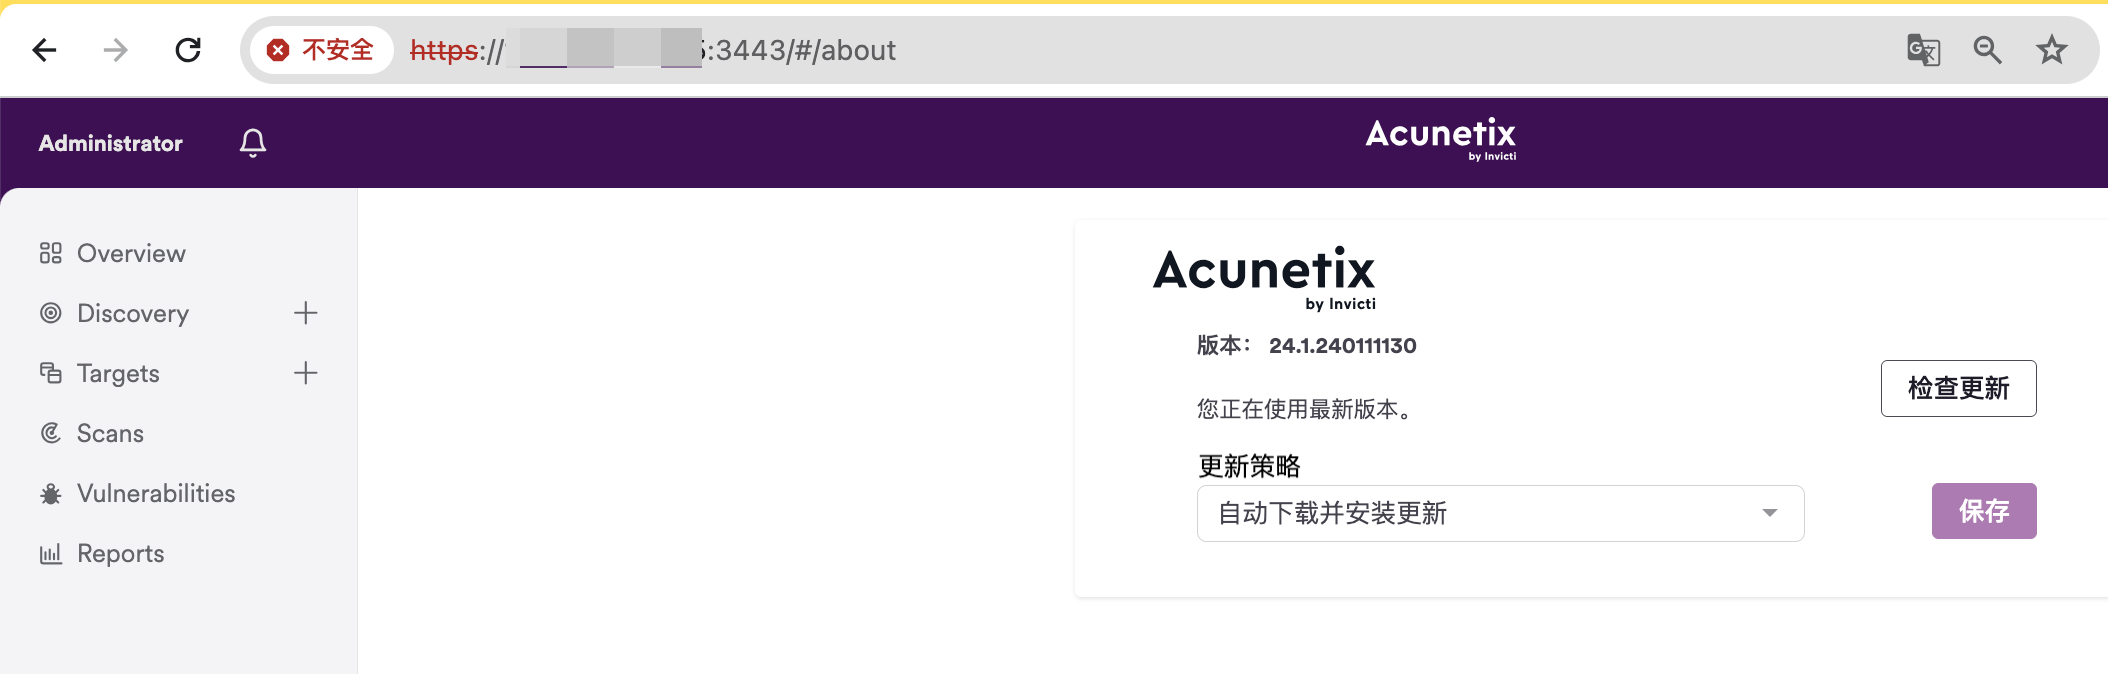 不安全 https:// :3443/#/about
Administrator
Acunetix
by Invicti
Overview
Discovery
Targets
Scans
Vulnerabilities
Reports
Acunetix
by Invicti
版本： 24.1.240111130
检查更新
您正在使用最新版本。
更新策略
自动下载并安装更新
保存